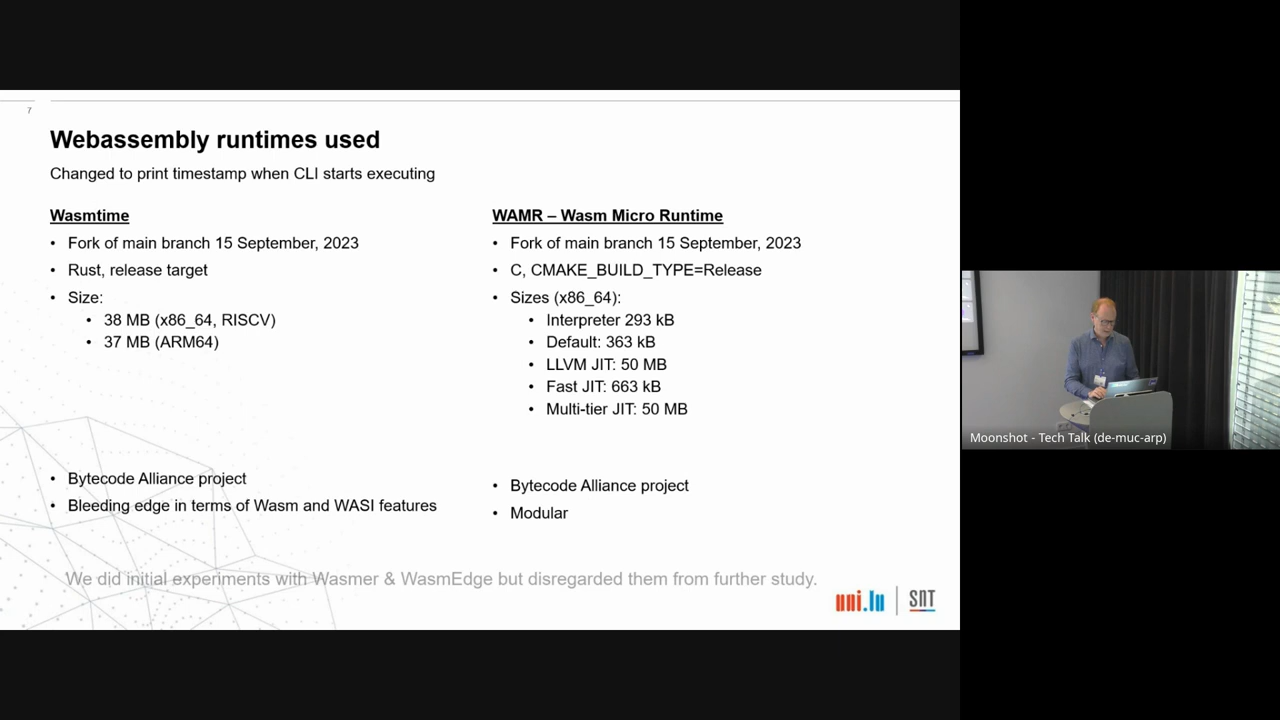 7
Webassembly runtimes used
Changed to print timestamp when CLI starts executing
Wasmtime
• Fork of main branch 15 September, 2023
• Rust, release target
• Size:
• 38 MB (x86_64, RISCV)
• 37 MB (ARM64)
• Bytecode Alliance project
• Bleeding edge in terms of Wasm and WASI features
WAMR – Wasm Micro Runtime
• Fork of main branch 15 September, 2023
• C, CMAKE_BUILD_TYPE=Release
• Sizes (x86_64):
• Interpreter 293 kB
• Default: 363 kB
• LLVM JIT: 50 MB
• Fast JIT: 663 kB
• Multi-tier JIT: 50 MB
• Bytecode Alliance project
• Modular
We did initial experiments with Wasmer & WasmEdge but disregarded them from further study.
uni.lu
SNT
Moonshot - Tech Talk (de-muc-arp)